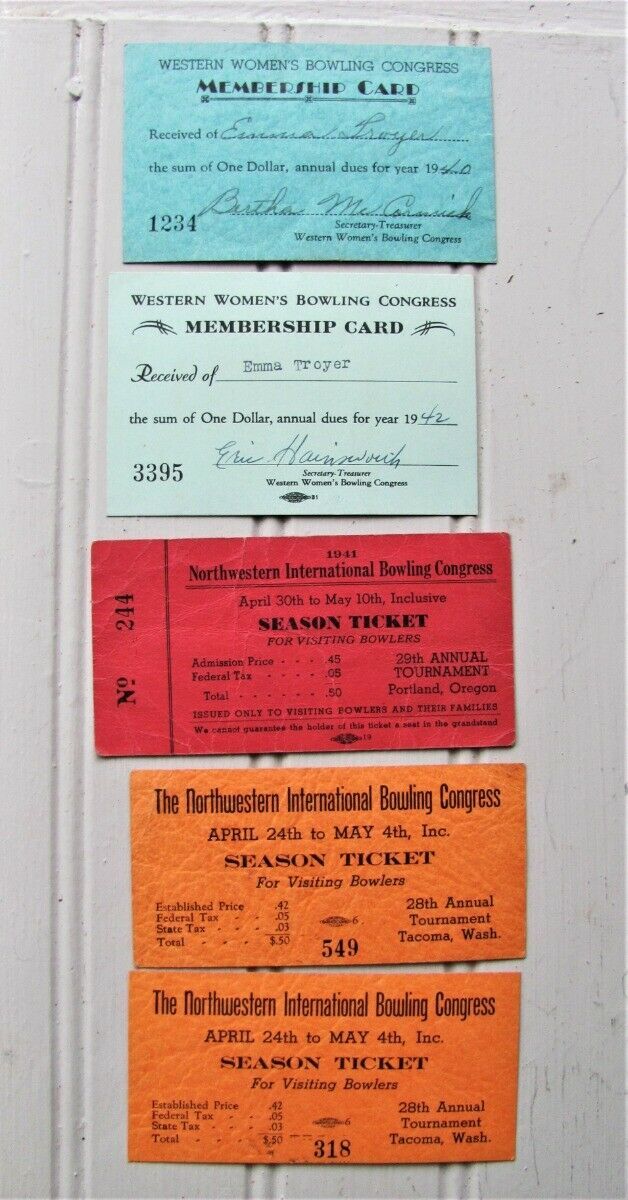 WESTERN WOMEN'S BOWLING CONGRESS
MEMBERSHIP CARD
Received of Emma Troyer
the sum of One Dollar, annual dues for year 1940
Bertha McCormick
1234
Secretary-Treasurer
Western Women's Bowling Congress
WESTERN WOMEN'S BOWLING CONGRESS
MEMBERSHIP CARD
Received of Emma Troyer
the sum of One Dollar, annual dues for year 1942
Eric Hainsworth
3395
Secretary-Treasurer
Western Women's Bowling Congress
31
No 244
1941
Northwestern International Bowling Congress
April 30th to May 10th, Inclusive
SEASON TICKET
FOR VISITING BOWLERS
Admission Price - - - - .45
Federal Tax - - - - .05
Total - - - - - - .50
29th ANNUAL
TOURNAMENT
Portland, Oregon
ISSUED ONLY TO VISITING BOWLERS AND THEIR FAMILIES
We cannot guarantee the holder of this ticket a seat in the grandstand
19
The Northwestern International Bowling Congress
APRIL 24th to MAY 4th, Inc.
SEASON TICKET
For Visiting Bowlers
Established Price .42
Federal Tax - - .05
State Tax - - .03
Total - - - $.50
6
549
28th Annual
Tournament
Tacoma, Wash.
The Northwestern International Bowling Congress
APRIL 24th to MAY 4th, Inc.
SEASON TICKET
For Visiting Bowlers
Established Price .42
Federal Tax - - .05
State Tax - - .03
Total - - - $.50
6
318
28th Annual
Tournament
Tacoma, Wash.